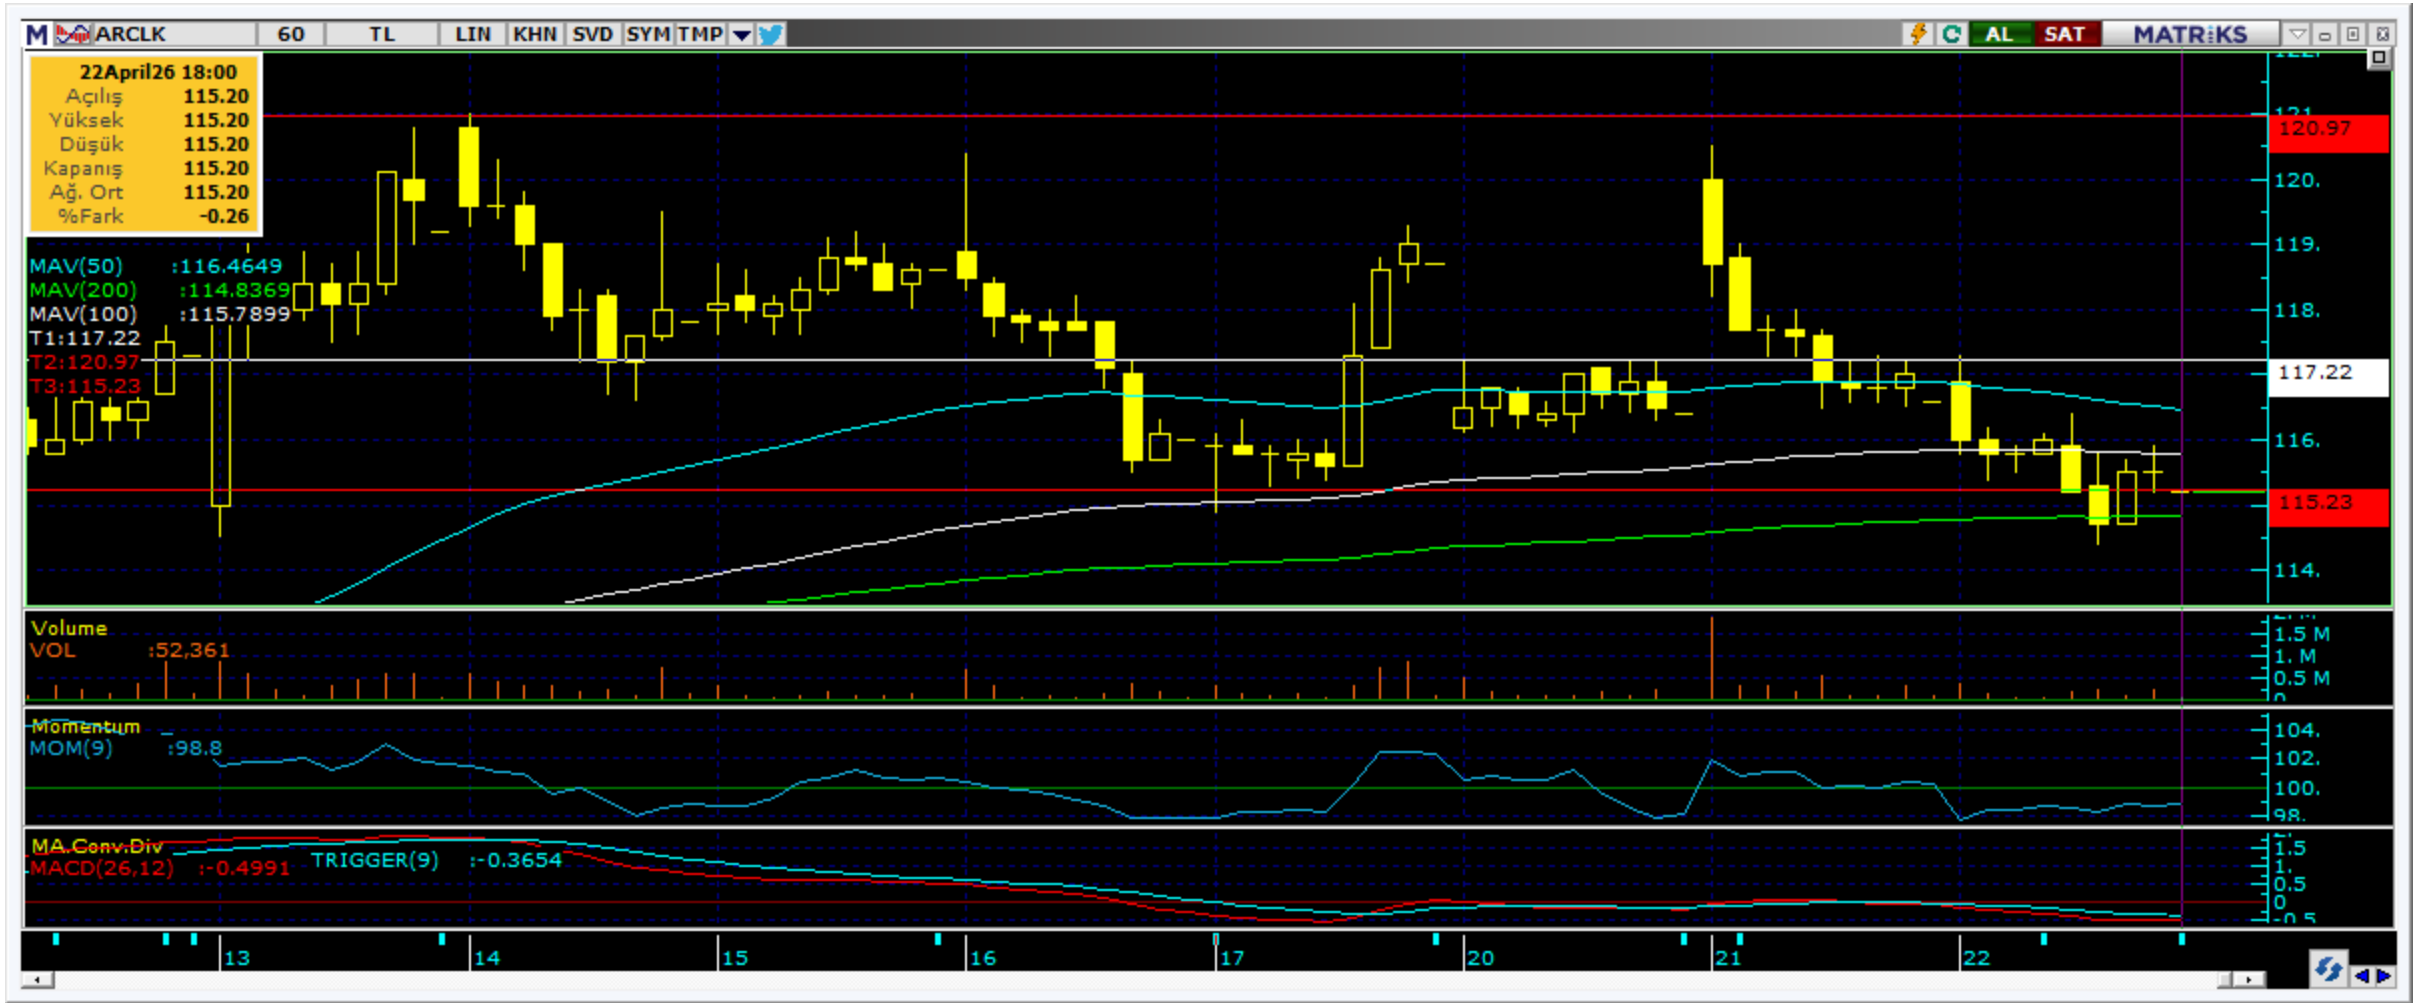 M ARCLK 60 TL LIN KHN SVD SYM TMP C AL SAT MATRiKS
22April26 18:00
Açılış 115.20
Yüksek 115.20
Düşük 115.20
Kapanış 115.20
Ağ. Ort 115.20
%Fark -0.26
MAV(50) :116.4649
MAV(200) :114.8369
MAV(100) :115.7899
T1:117.22
T2:120.97
T3:115.23
121.
120.97
120.
119.
118.
117.22
116.
115.23
114.
Volume
VOL :52,361
1.5 M
1. M
0.5 M
0
Momentum
MOM(9) :98.8
104.
102.
100.
98.
MA.Conv.Div
MACD(26,12) :-0.4991 TRIGGER(9) :-0.3654
1.5
1.
0.5
0
-0.5
13 14 15 16 17 20 21 22